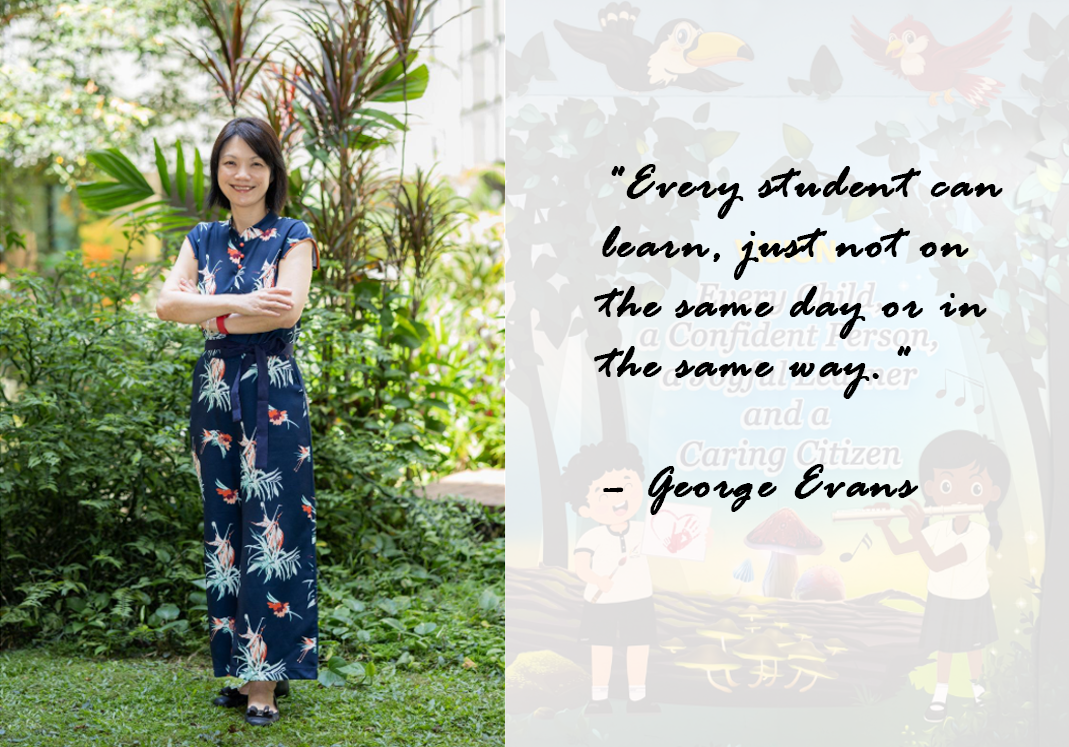 "Every student can
learn, just not on
the same day or in
the same way."
– George Evans
Every Child,
a Confident Person,
a Joyful Learner
and a
Caring Citizen